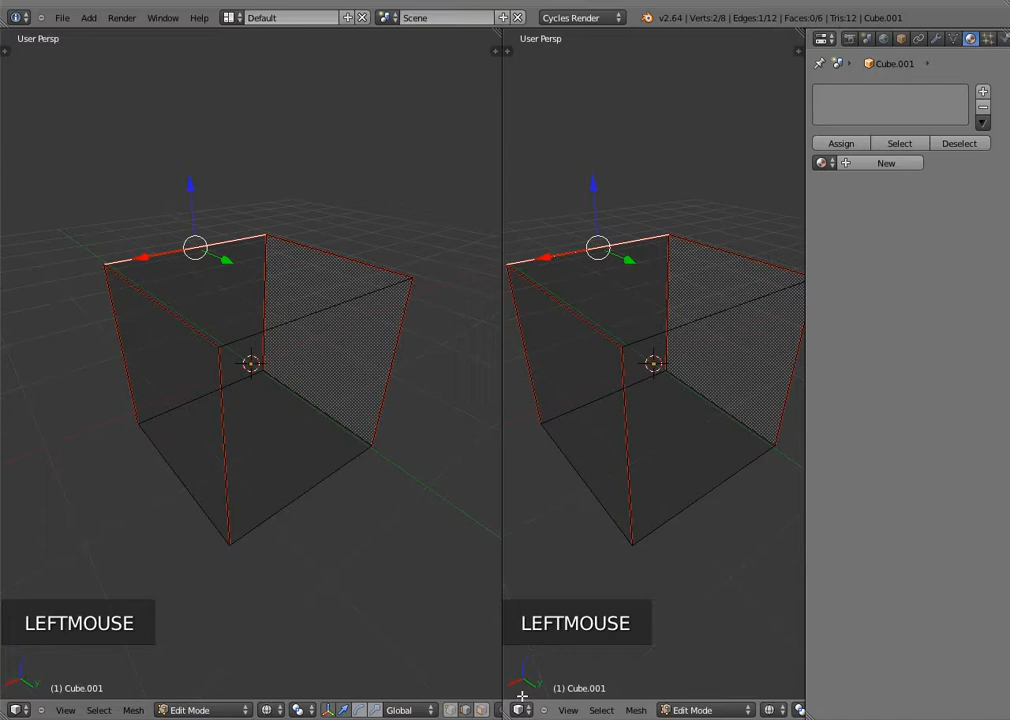 File Add Render Window Help Default Scene Cycles Render v2.64 | Verts:2/8 | Edges:1/12 | Faces:0/6 | Tris:12 | Cube.001
User Persp
User Persp
Cube.001
Assign Select Deselect
New
LEFTMOUSE
LEFTMOUSE
(1) Cube.001
(1) Cube.001
View Select Mesh Edit Mode Global
View Select Mesh Edit Mode